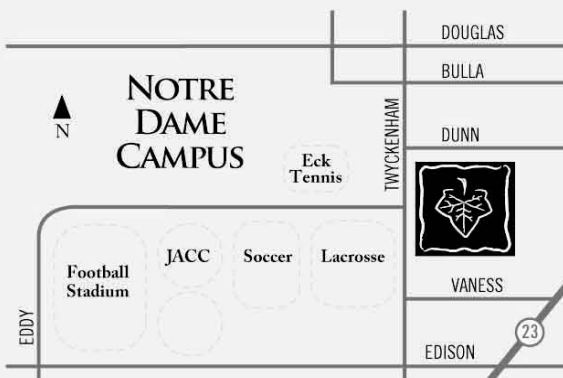 DOUGLAS
BULLA
NOTRE
DAME
CAMPUS
N
TWYCKENHAM
DUNN
Eck
Tennis
Football
Stadium
JACC
Soccer
Lacrosse
VANESS
EDDY
23
EDISON